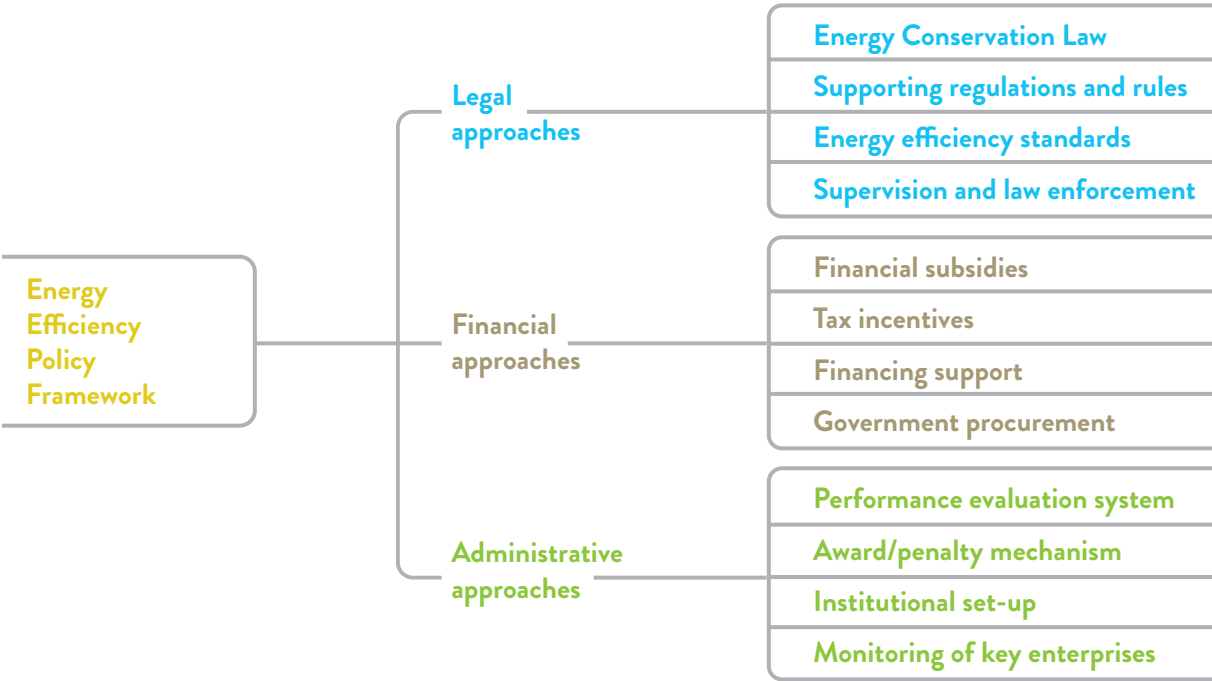 Energy
Efficiency
Policy
Framework
Legal
approaches
Energy Conservation Law
Supporting regulations and rules
Energy efficiency standards
Supervision and law enforcement
Financial
approaches
Financial subsidies
Tax incentives
Financing support
Government procurement
Administrative
approaches
Performance evaluation system
Award/penalty mechanism
Institutional set-up
Monitoring of key enterprises